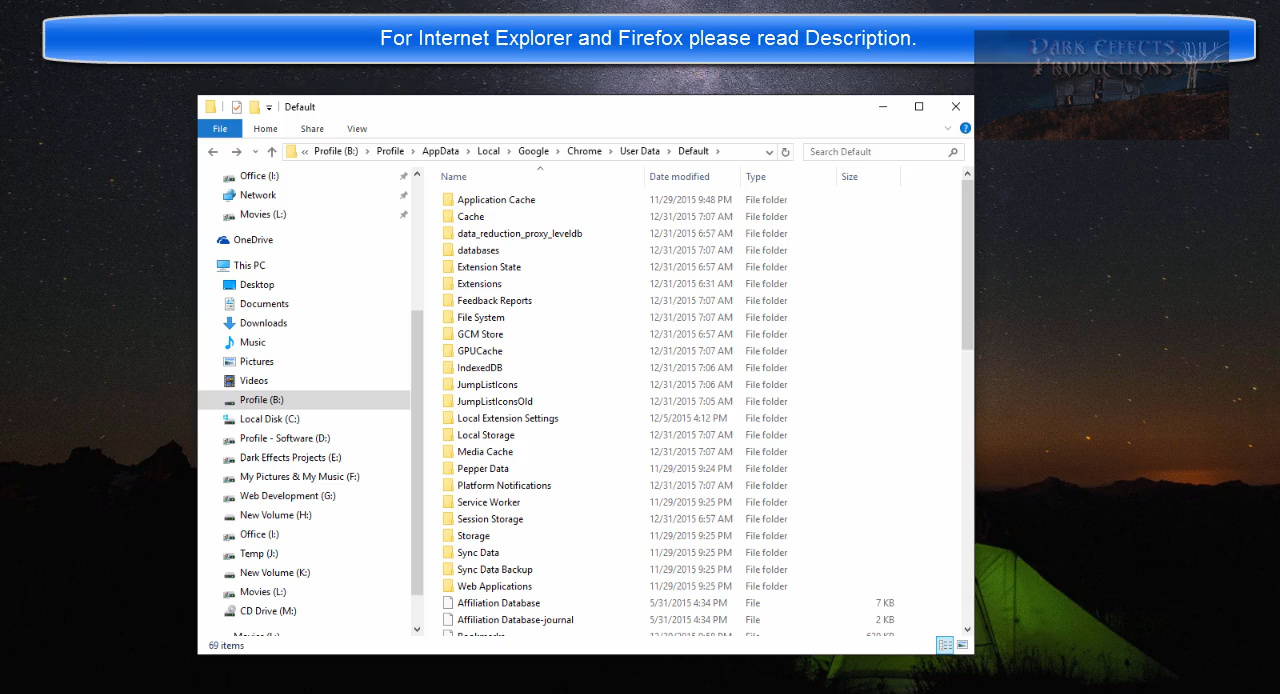 For Internet Explorer and Firefox please read Description.
DARK EFFECTS
PRODUCTIONS
Default
File Home Share View
« Profile (B:) > Profile > AppData > Local > Google > Chrome > User Data > Default >
Search Default
Office (I:)
Network
Movies (L:)
OneDrive
This PC
Desktop
Documents
Downloads
Music
Pictures
Videos
Profile (B:)
Local Disk (C:)
Profile - Software (D:)
Dark Effects Projects (E:)
My Pictures & My Music (F:)
Web Development (G:)
New Volume (H:)
Office (I:)
Temp (J:)
New Volume (K:)
Movies (L:)
CD Drive (M:)
Name Date modified Type Size
Application Cache 11/29/2015 9:48 PM File folder
Cache 12/31/2015 7:07 AM File folder
data_reduction_proxy_leveldb 12/31/2015 6:57 AM File folder
databases 12/31/2015 7:07 AM File folder
Extension State 12/31/2015 6:57 AM File folder
Extensions 12/31/2015 6:31 AM File folder
Feedback Reports 12/31/2015 7:07 AM File folder
File System 12/31/2015 7:07 AM File folder
GCM Store 12/31/2015 6:57 AM File folder
GPUCache 12/31/2015 7:07 AM File folder
IndexedDB 12/31/2015 7:06 AM File folder
JumpListIcons 12/31/2015 7:06 AM File folder
JumpListIconsOld 12/31/2015 7:05 AM File folder
Local Extension Settings 12/5/2015 4:12 PM File folder
Local Storage 12/31/2015 7:07 AM File folder
Media Cache 12/31/2015 7:07 AM File folder
Pepper Data 11/29/2015 9:24 PM File folder
Platform Notifications 12/31/2015 7:07 AM File folder
Service Worker 11/29/2015 9:25 PM File folder
Session Storage 12/31/2015 6:57 AM File folder
Storage 11/29/2015 9:25 PM File folder
Sync Data 11/29/2015 9:25 PM File folder
Sync Data Backup 11/29/2015 9:25 PM File folder
Web Applications 11/29/2015 9:25 PM File folder
Affiliation Database 5/31/2015 4:34 PM File 7 KB
Affiliation Database-journal 5/31/2015 4:34 PM File 2 KB
69 items